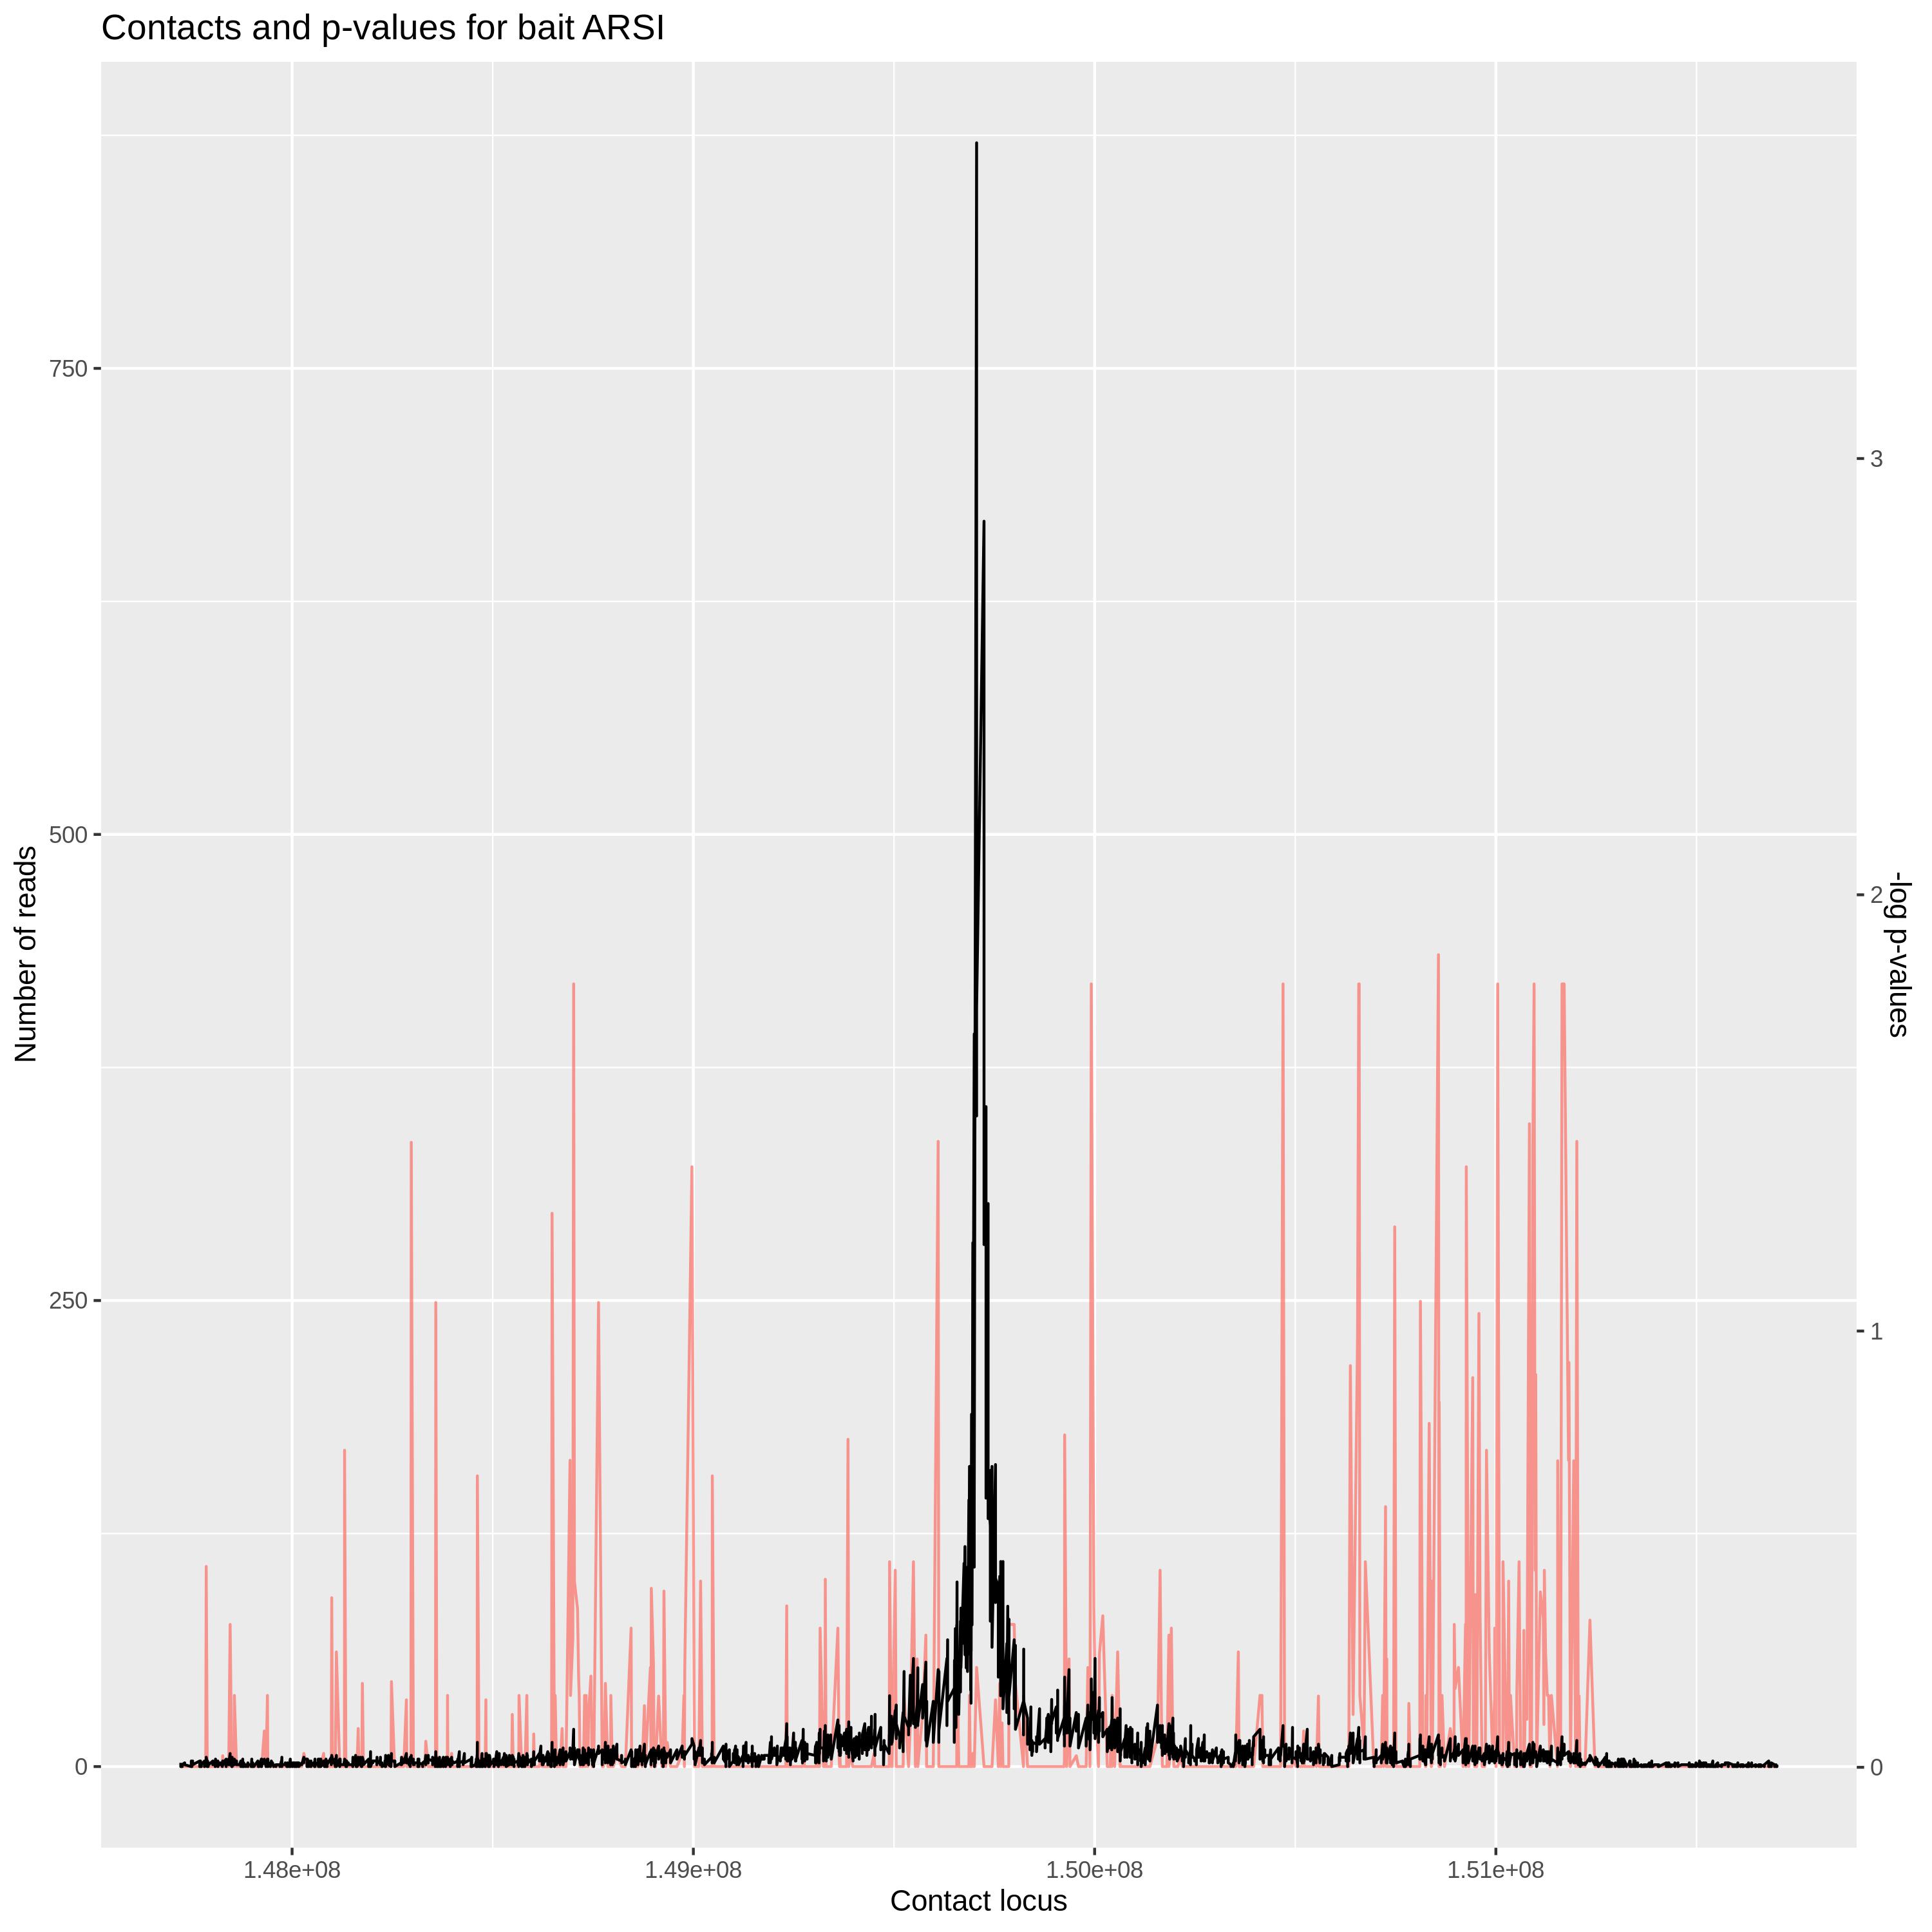 Contacts and p-values for bait ARSI
750
500
250
0
Number of reads
3
2
1
0
-log p-values
1.48e+08
1.49e+08
1.50e+08
1.51e+08
Contact locus